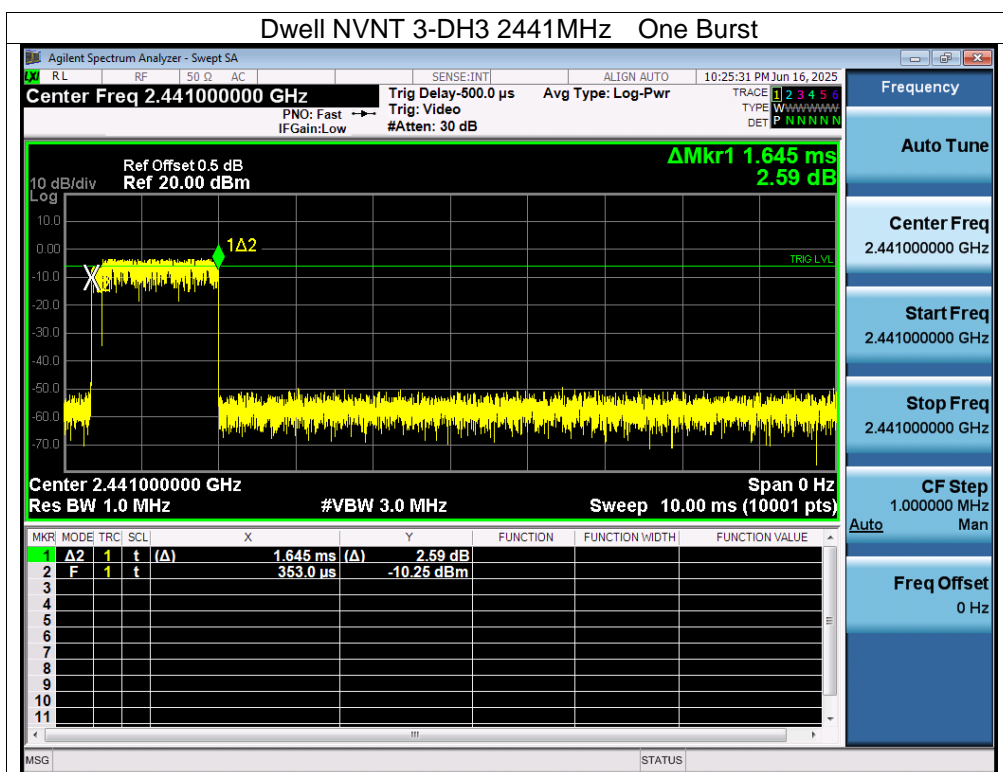 Dwell NVNT 3-DH3 2441MHz One Burst
Agilent Spectrum Analyzer - Swept SA
LXI RL RF 50 Ω AC SENSE:INT ALIGN AUTO 10:25:31 PM Jun 16, 2025
Center Freq 2.441000000 GHz Trig Delay-500.0 µs Avg Type: Log-Pwr TRACE 1 2 3 4 5 6
PNO: Fast Trig: Video TYPE WWWWWW
IFGain:Low #Atten: 30 dB DET P N N N N N
Frequency
Auto Tune
Center Freq
2.441000000 GHz
Start Freq
2.441000000 GHz
Stop Freq
2.441000000 GHz
CF Step
1.000000 MHz
Auto Man
Freq Offset
0 Hz
ΔMkr1 1.645 ms
2.59 dB
Ref Offset 0.5 dB
10 dB/div Ref 20.00 dBm
Log
10.0
0.00
-10.0
-20.0
-30.0
-40.0
-50.0
-60.0
-70.0
1Δ2
TRIG LVL
Center 2.441000000 GHz Span 0 Hz
Res BW 1.0 MHz #VBW 3.0 MHz Sweep 10.00 ms (10001 pts)
MKR MODE TRC SCL X Y FUNCTION FUNCTION WIDTH FUNCTION VALUE
1 Δ2 1 t (Δ) 1.645 ms (Δ) 2.59 dB
2 F 1 t 353.0 µs -10.25 dBm
3
4
5
6
7
8
9
10
11
MSG STATUS